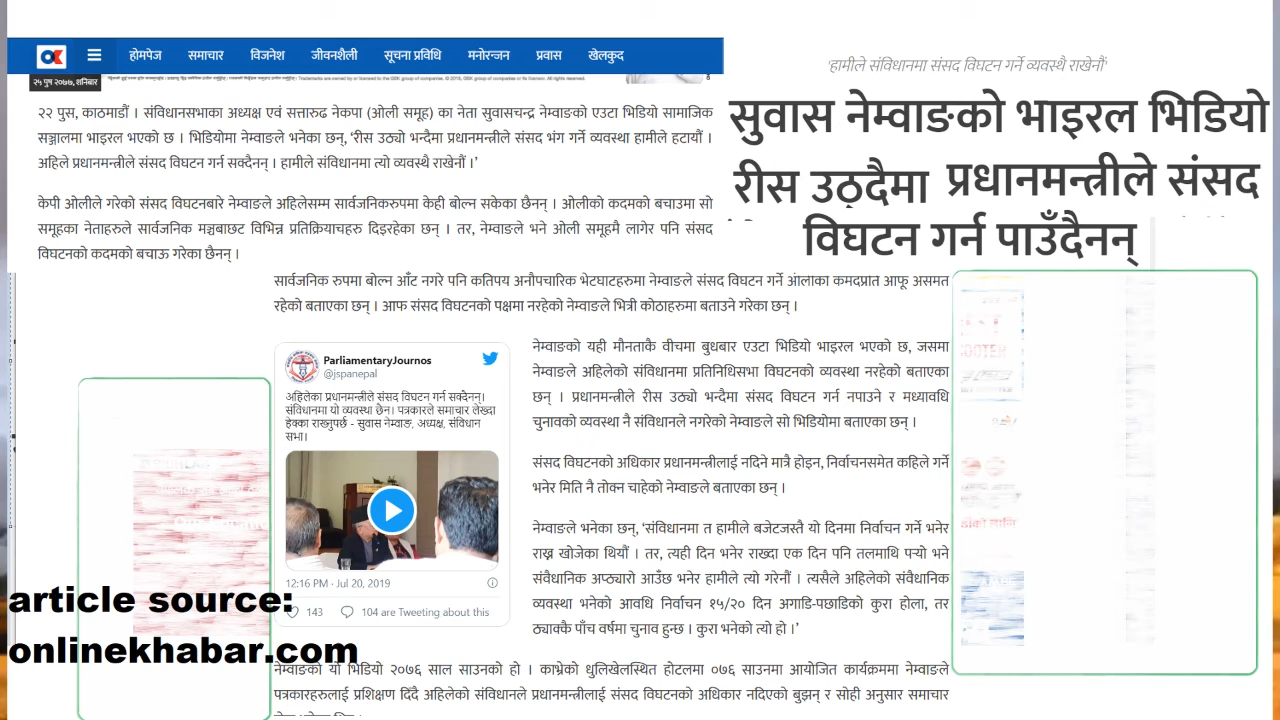 होमपेज समाचार विजनेश जीवनशैली सूचना प्रविधि मनोरन्जन प्रवास खेलकुद
२५ पुष २०७७, शनिबार
'हामीले संविधानमा संसद विघटन गर्ने व्यवस्थै राखेनौं'
सुवास नेम्वाङको भाइरल भिडियो
रीस उठ्दैमा प्रधानमन्त्रीले संसद
विघटन गर्न पाउँदैनन्
२२ पुस, काठमाडौं । संविधानसभाका अध्यक्ष एवं सत्तारुढ नेकपा (ओली समूह) का नेता सुवासचन्द्र नेम्वाङको एउटा भिडियो सामाजिक
सञ्जालमा भाइरल भएको छ । भिडियोमा नेम्वाङले भनेका छन्, 'रीस उठ्यो भन्दैमा प्रधानमन्त्रीले संसद भंग गर्ने व्यवस्था हामीले हटायौं ।
अहिले प्रधानमन्त्रीले संसद विघटन गर्न सक्दैनन् । हामीले संविधानमा त्यो व्यवस्थै राखेनौं ।'
केपी ओलीले गरेको संसद विघटनबारे नेम्वाङले अहिलेसम्म सार्वजनिकरुपमा केही बोल्न सकेका छैनन् । ओलीको कदमको बचाउमा सो
समूहका नेताहरुले सार्वजनिक मञ्चबाछट विभिन्न प्रतिक्रियाचहरु दिइरहेका छन् । तर, नेम्वाङले भने ओली समूहमै लागेर पनि संसद
विघटनको कदमको बचाऊ गरेका छैनन् ।
सार्वजनिक रुपमा बोल्न आँट नगरे पनि कतिपय अनौपचारिक भेटघाटहरुमा नेम्वाङले संसद विघटन गर्ने ओलीका कमदप्रति आफू असमत
रहेको बताएका छन् । आफ संसद विघटनको पक्षमा नरहेको नेम्वाङले भित्री कोठाहरुमा बताउने गरेका छन् ।
ParliamentaryJournos
@jspanepal
अहिलेका प्रधानमन्त्रीले संसद विघटन गर्न सक्दैनन्।
संविधानमा यो व्यवस्था छैन। पत्रकारले समाचार लेख्दा
हेक्का राख्नुपर्छ - सुवास नेम्वाङ, अध्यक्ष, संविधान
सभा।
12:16 PM · Jul 20, 2019
143 104 are Tweeting about this
नेम्वाङको यही मौनताकै वीचमा बुधबार एउटा भिडियो भाइरल भएको छ, जसमा
नेम्वाङले अहिलेको संविधानमा प्रतिनिधिसभा विघटनको व्यवस्था नरहेको बताएका
छन् । प्रधानमन्त्रीले रीस उठ्यो भन्दैमा संसद विघटन गर्न नपाउने र मध्यावधि
चुनावको व्यवस्था नै संविधानले नगरेको नेम्वाङले सो भिडियोमा बताएका छन् ।
संसद विघटनको अधिकार प्रधानमन्त्रीलाई नदिने मात्रै होइन, निर्वाचनसमेत कहिले गर्ने
भनेर मिति नै तोक्न चाहेको नेम्वाङले बताएका छन् ।
नेम्वाङले भनेका छन्, 'संविधानमा त हामीले बजेटजस्तै यो दिनमा निर्वाचन गर्ने भनेर
राख्न खोजेका थियौं । तर, त्यही दिन भनेर राख्दा एक दिन पनि तलमाथि पऱ्यो भने
संवैधानिक अप्ठ्यारो आउँछ भनेर हामीले त्यो गरेनौं । त्यसैले अहिलेको संवैधानिक
व्यवस्था भनेको आवधि निर्वाचन २५/२० दिन अगाडि-पछाडिको कुरा होला, तर
ठ्याक्कै पाँच वर्षमा चुनाव हुन्छ । कुरा भनेको त्यो हो ।'
article source:
onlinekhabar.com
नेम्वाङको यो भिडियो २०७६ साल साउनको हो । काभ्रेको धुलिखेलस्थित होटलमा ०७६ साउनमा आयोजित कार्यक्रममा नेम्वाङले
पत्रकारहरुलाई प्रशिक्षण दिँदै अहिलेको संविधानले प्रधानमन्त्रीलाई संसद विघटनको अधिकार नदिएको बुझन् र सोही अनुसार समाचार